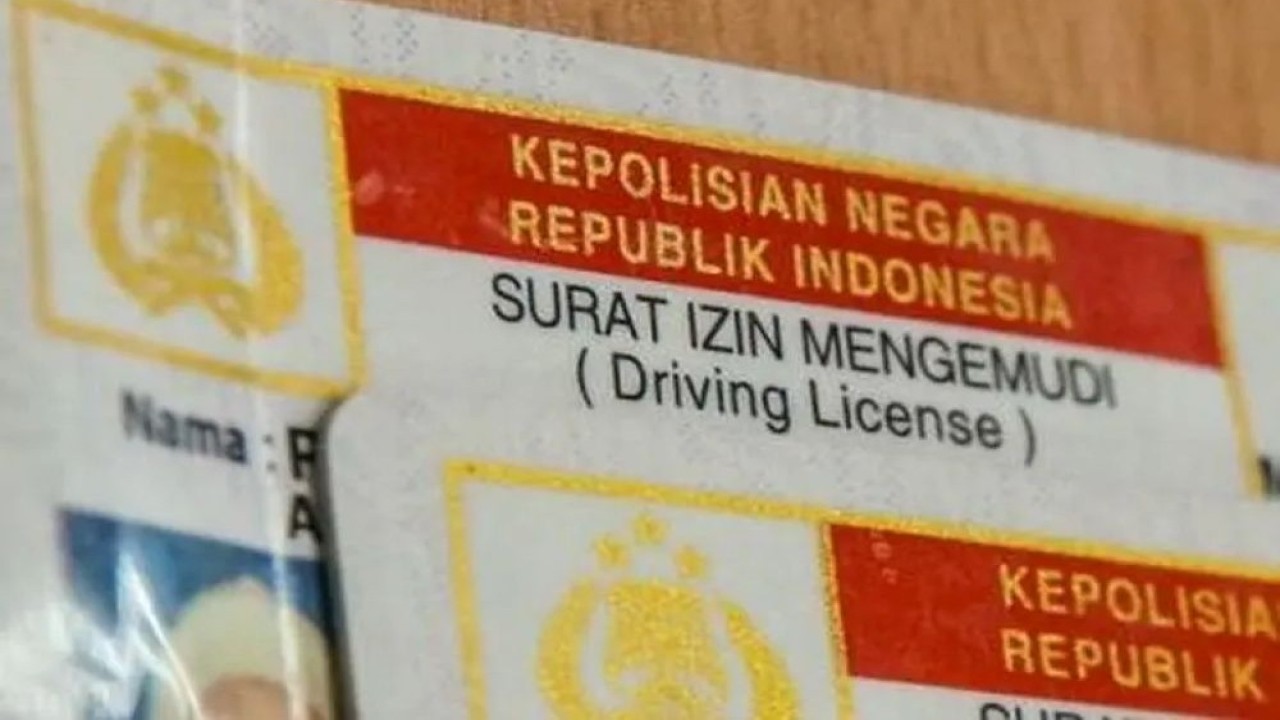 KEPOLISIAN NEGARA
REPUBLIK INDONESIA
SURAT IZIN MENGEMUDI
( Driving License )
Nama :
A
KEPOLISIA
REPUBLIK